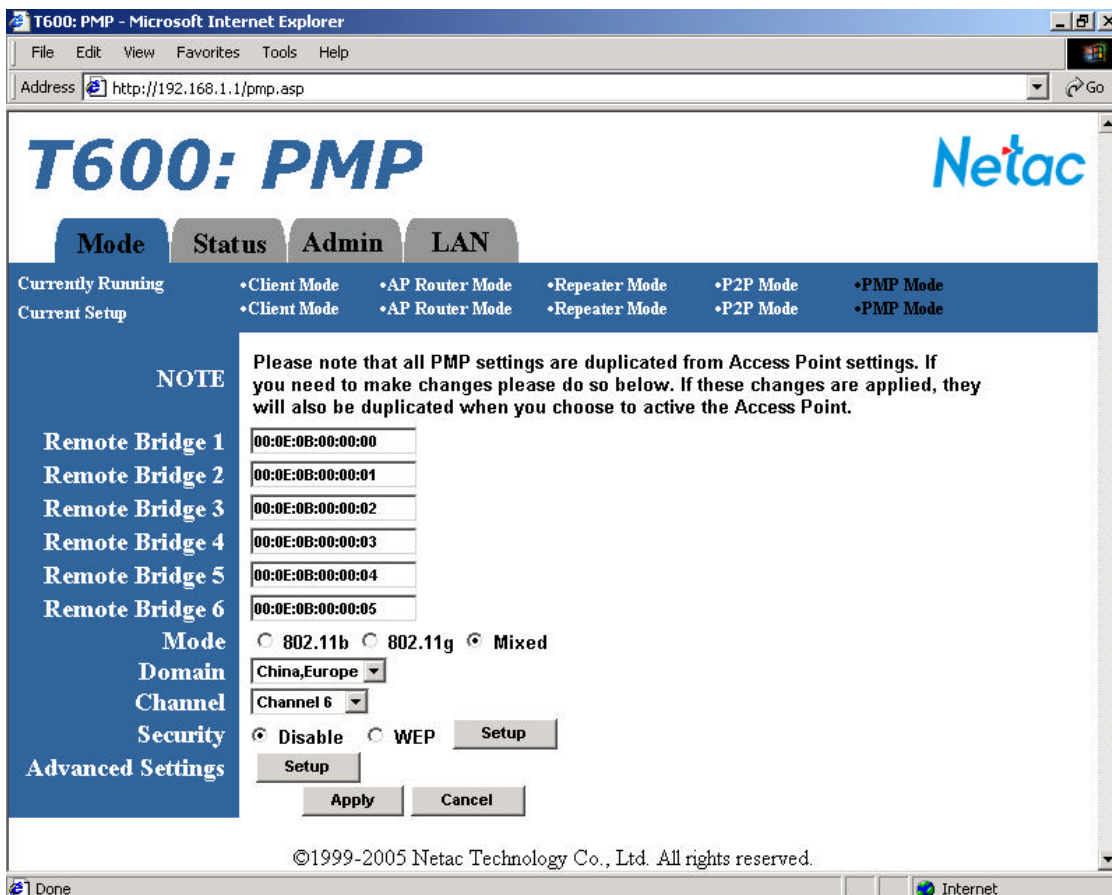 T600: PMP - Microsoft Internet Explorer
File Edit View Favorites Tools Help
Address http://192.168.1.1/pmp.asp Go
T600: PMP
Netac
Mode Status Admin LAN
Currently Running •Client Mode •AP Router Mode •Repeater Mode •P2P Mode •PMP Mode
Current Setup •Client Mode •AP Router Mode •Repeater Mode •P2P Mode •PMP Mode
NOTE
Please note that all PMP settings are duplicated from Access Point settings. If
you need to make changes please do so below. If these changes are applied, they
will also be duplicated when you choose to active the Access Point.
Remote Bridge 1 00:0E:0B:00:00:00
Remote Bridge 2 00:0E:0B:00:00:01
Remote Bridge 3 00:0E:0B:00:00:02
Remote Bridge 4 00:0E:0B:00:00:03
Remote Bridge 5 00:0E:0B:00:00:04
Remote Bridge 6 00:0E:0B:00:00:05
Mode 802.11b 802.11g Mixed
Domain China,Europe
Channel Channel 6
Security Disable WEP Setup
Advanced Settings Setup
Apply Cancel
©1999-2005 Netac Technology Co., Ltd. All rights reserved.
Done Internet